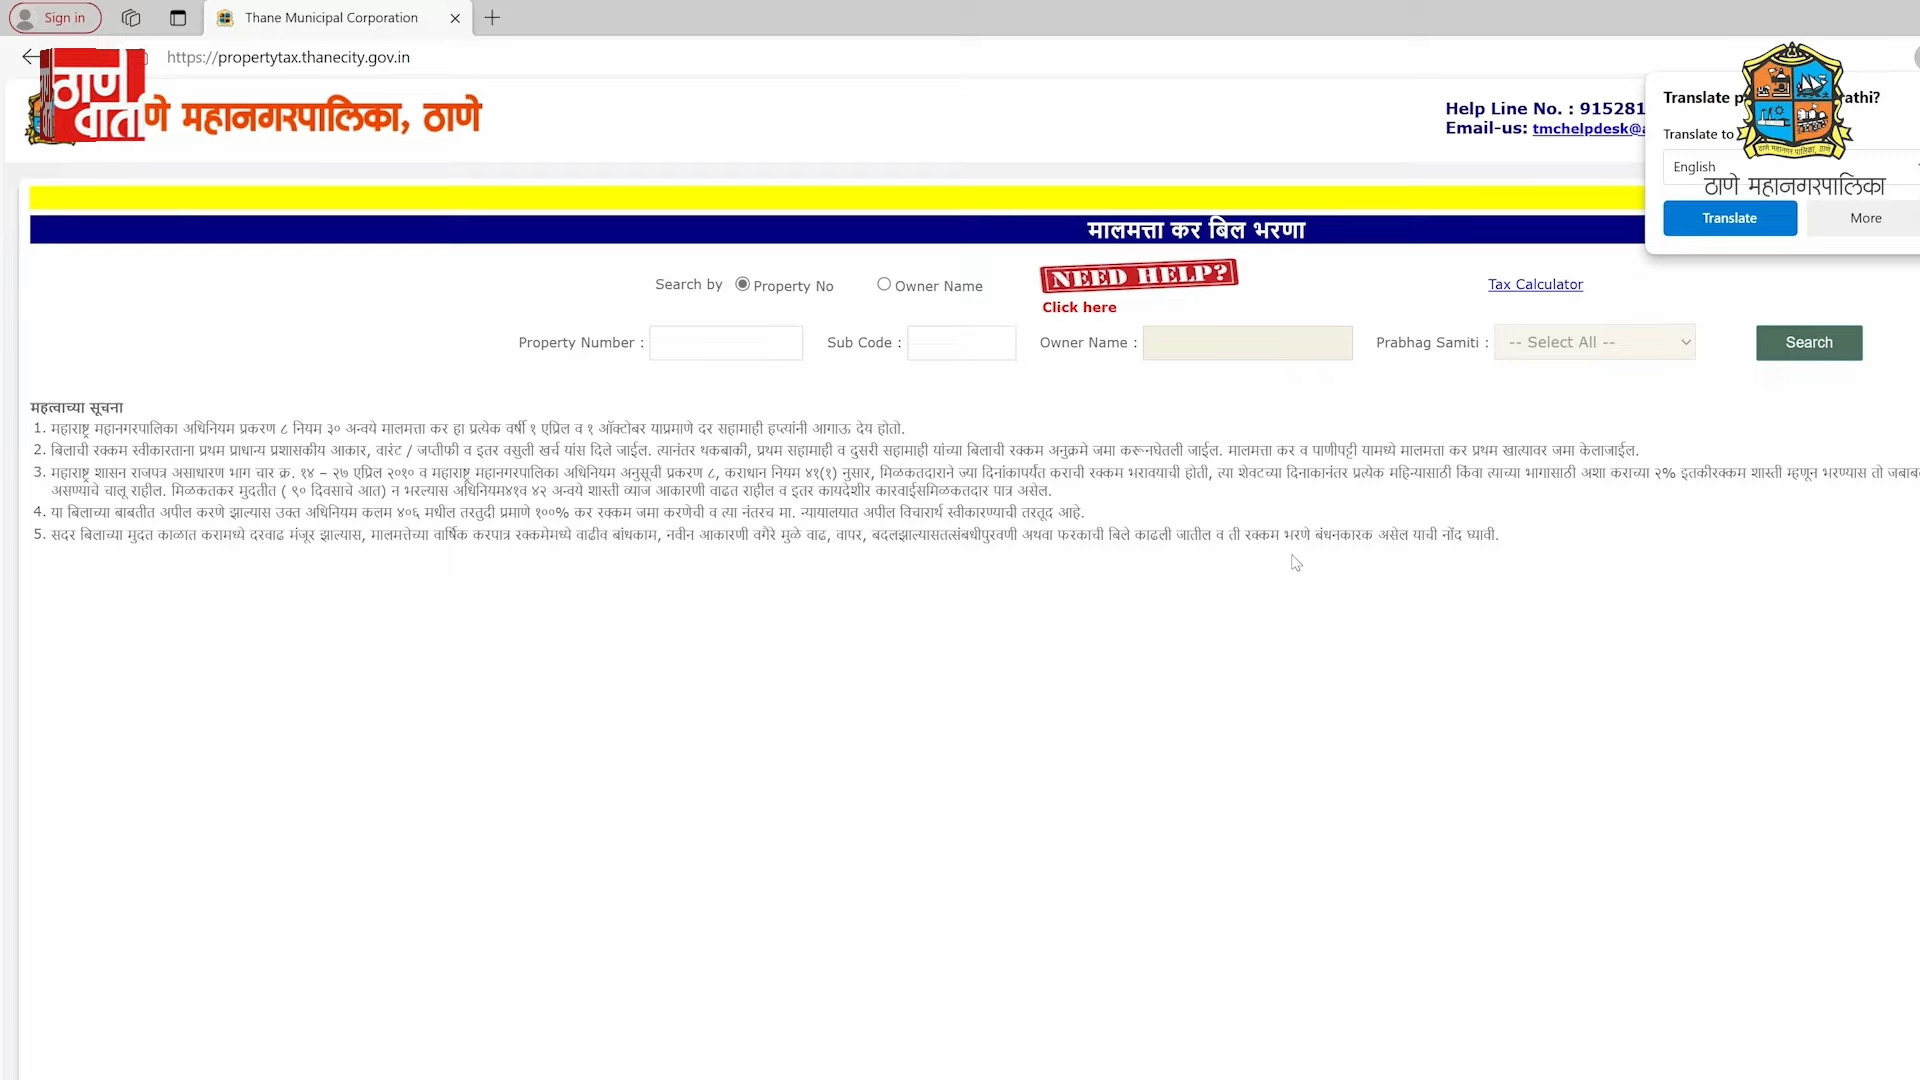 Sign in
Thane Municipal Corporation
https://propertytax.thanecity.gov.in
ठाणे
वार्ता
णे महानगरपालिका, ठाणे
Help Line No. : 915281
Email-us: tmchelpdesk@
Translate p
athi?
Translate to
English
ठाणे महानगरपालिका
Translate
More
मालमत्ता कर बिल भरणा
Search by Property No Owner Name
NEED HELP?
Click here
Tax Calculator
Property Number :
Sub Code :
Owner Name :
Prabhag Samiti :
-- Select All --
Search
महत्वाच्या सूचना
1. महाराष्ट्र महानगरपालिका अधिनियम प्रकरण ८ नियम ३० अन्वये मालमत्ता कर हा प्रत्येक वर्षी १ एप्रिल व १ ऑक्टोबर याप्रमाणे दर सहामाही हप्त्यांनी आगाऊ देय होतो.
2. बिलाची रक्कम स्वीकारताना प्रथम प्राधान्य प्रशासकीय आकार, वारंट / जप्तीफी व इतर वसुली खर्च यांस दिले जाईल. त्यानंतर थकबाकी, प्रथम सहामाही व दुसरी सहामाही यांच्या बिलाची रक्कम अनुक्रमे जमा करून​घेतली जाईल. मालमत्ता कर व पाणीपट्टी यामध्ये मालमत्ता कर प्रथम खात्यावर जमा केलाजाईल.
3. महाराष्ट्र शासन राजपत्र असाधारण भाग चार क्र. १४ – २७ एप्रिल २०१० व महाराष्ट्र महानगरपालिका अधिनियम अनुसूची प्रकरण ८, कराधान नियम ४१(१) नुसार, मिळकतदाराने ज्या दिनांकापर्यंत कराची रक्कम भरावयाची होती, त्या शेवटच्या दिनाकानंतर प्रत्येक महिन्यासाठी किंवा त्याच्या भागासाठी अशा कराच्या २% इतकीरक्कम शास्ती म्हणून भरण्यास तो जबाब
असण्याचे चालू राहील. मिळकतकर मुदतीत ( ९० दिवसाचे आत) न भरल्यास अधिनियम४१व ४२ अन्वये शास्ती व्याज आकारणी वाढत राहील व इतर कायदेशीर कारवाईसमिळकतदार पात्र असेल.
4. या बिलाच्या बाबतीत अपील करणे झाल्यास उक्त अधिनियम कलम ४०६ मधील तरतुदी प्रमाणे १००% कर रक्कम जमा करणेची व त्या नंतरच मा. न्यायालयात अपील विचारार्थ स्वीकारण्याची तरतूद आहे.
5. सदर बिलाच्या मुदत काळात करामध्ये दरवाढ मंजूर झाल्यास, मालमत्तेच्या वार्षिक करपात्र रक्कमेमध्ये वाढीव बांधकाम, नवीन आकारणी वगैरे मुळे वाढ, वापर, बदलझाल्यासतत्संबधीपुरवणी अथवा फरकाची बिले काढली जातील व ती रक्कम भरणे बंधनकारक असेल याची नोंद घ्यावी.